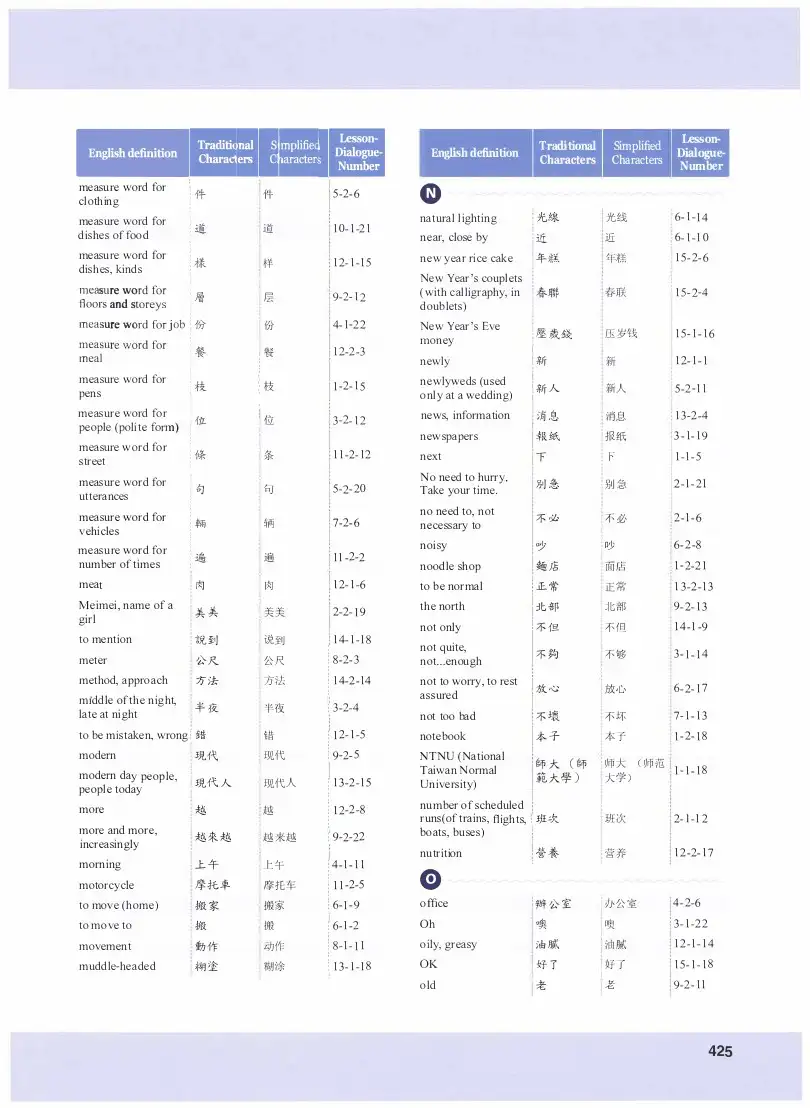 English definition Traditional Characters Simplified Characters Lesson-Dialogue-Number
measure word for clothing 件 件 5-2-6
measure word for dishes of food 道 道 10-1-21
measure word for dishes, kinds 樣 样 12-1-15
measure word for floors and storeys 層 层 9-2-12
measure word for job 份 份 4-1-22
measure word for meal 餐 餐 12-2-3
measure word for pens 枝 枝 1-2-15
measure word for people (polite form) 位 位 3-2-12
measure word for street 條 条 11-2-12
measure word for utterances 句 句 5-2-20
measure word for vehicles 輛 辆 7-2-6
measure word for number of times 遍 遍 11-2-2
meat 肉 肉 12-1-6
Meimei, name of a girl 美美 美美 2-2-19
to mention 說到 说到 14-1-18
meter 公尺 公尺 8-2-3
method, approach 方法 方法 14-2-14
middle of the night, late at night 半夜 半夜 3-2-4
to be mistaken, wrong 錯 错 12-1-5
modern 現代 现代 9-2-5
modern day people, people today 現代人 现代人 13-2-15
more 越 越 12-2-8
more and more, increasingly 越來越 越来越 9-2-22
morning 上午 上午 4-1-11
motorcycle 摩托車 摩托车 11-2-5
to move (home) 搬家 搬家 6-1-9
to move to 搬 搬 6-1-2
movement 動作 动作 8-1-11
muddle-headed 糊塗 糊涂 13-1-18
English definition Traditional Characters Simplified Characters Lesson-Dialogue-Number
N
natural lighting 光線 光线 6-1-14
near, close by 近 近 6-1-10
new year rice cake 年糕 年糕 15-2-6
New Year's couplets (with calligraphy, in doublets) 春聯 春联 15-2-4
New Year's Eve money 壓歲錢 压岁钱 15-1-16
newly 新 新 12-1-1
newlyweds (used only at a wedding) 新人 新人 5-2-11
news, information 消息 消息 13-2-4
newspapers 報紙 报纸 3-1-19
next 下 下 1-1-5
No need to hurry, Take your time. 別急 别急 2-1-21
no need to, not necessary to 不必 不必 2-1-6
noisy 吵 吵 6-2-8
noodle shop 麵店 面店 1-2-21
to be normal 正常 正常 13-2-13
the north 北部 北部 9-2-13
not only 不但 不但 14-1-9
not quite, not...enough 不夠 不够 3-1-14
not to worry, to rest assured 放心 放心 6-2-17
not too bad 不壞 不坏 7-1-13
notebook 本子 本子 1-2-18
NTNU (National Taiwan Normal University) 師大（師範大學） 师大（师范大学） 1-1-18
number of scheduled runs(of trains, flights, boats, buses) 班次 班次 2-1-12
nutrition 營養 营养 12-2-17
O
office 辦公室 办公室 4-2-6
Oh 噢 噢 3-1-22
oily, greasy 油膩 油腻 12-1-14
OK 好了 好了 15-1-18
old 老 老 9-2-11
425